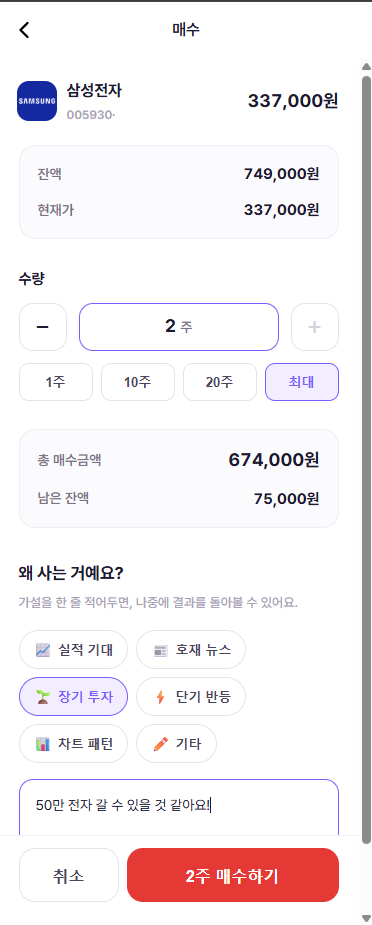 매수
삼성전자
SAMSUNG
337,000원
005930·
잔액 749,000원
현재가 337,000원
수량
− 2 주 +
1주 10주 20주 최대
총 매수금액 674,000원
남은 잔액 75,000원
왜 사는 거예요?
가설을 한 줄 적어두면, 나중에 결과를 돌아볼 수 있어요.
실적 기대 호재 뉴스
장기 투자 단기 반등
차트 패턴 기타
50만 전자 갈 수 있을 것 같아요!
취소 2주 매수하기